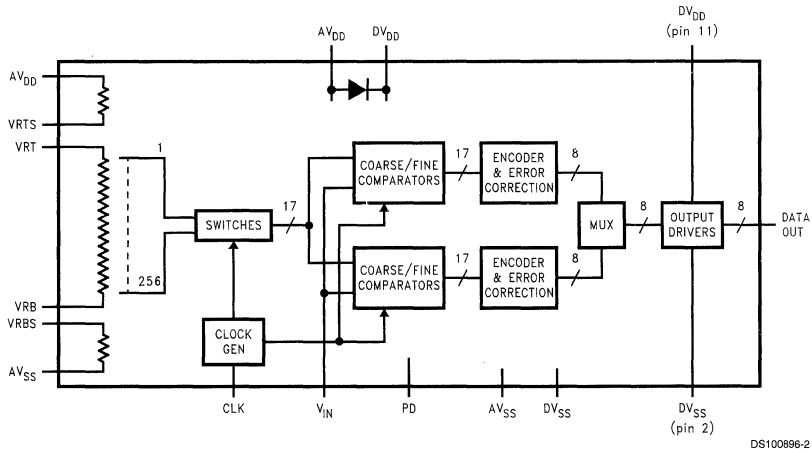 AVDD DVDD DVDD
(pin 11)
AVDD
VRTS
VRT
1
256
VRB
VRBS
AVSS
SWITCHES
17
CLOCK
GEN
COARSE/FINE
COMPARATORS
17
ENCODER
& ERROR
CORRECTION
8
COARSE/FINE
COMPARATORS
17
ENCODER
& ERROR
CORRECTION
8
MUX
8
OUTPUT
DRIVERS
8
DATA
OUT
CLK VIN PD AVSS DVSS DVSS
(pin 2)
DS100896-2